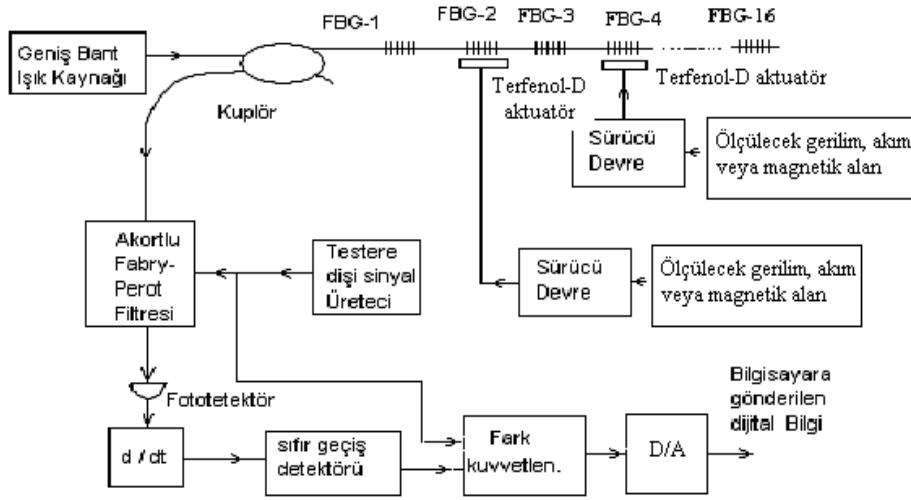 FBG-1
FBG-2
FBG-3
FBG-4
FBG-16
Geniş Bant
Işık Kaynağı
Kuplör
Terfenol-D
aktuatör
Terfenol-D aktuatör
Sürücü
Devre
Ölçülecek gerilim, akım
veya magnetik alan
Akortlu
Fabry-
Perot
Filtresi
Testere
dişi sinyal
Üreteci
Sürücü
Devre
Ölçülecek gerilim, akım
veya magnetik alan
Fototetektör
d / dt
sıfır geçiş
detektörü
Fark
kuvvetlen.
D/A
Bilgisayara
gönderilen
dijital Bilgi